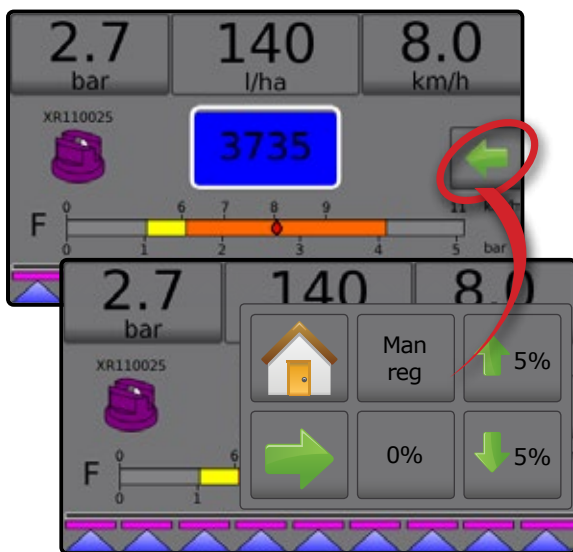 2.7 140 8.0
bar l/ha km/h
XR110025
3735
0 6 7 8 9 11
F
0 1 2 3 4 5 bar
2.7 140 8.0
bar
XR110025
Man
reg
5%
0 6
F
0 1
0%
5%